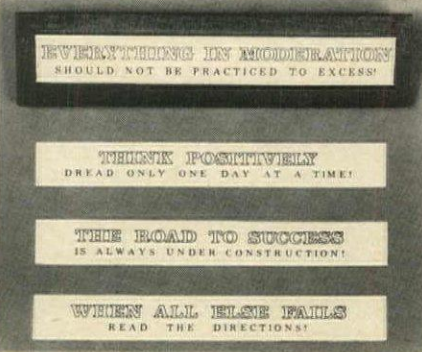 EVERYTHING IN MODERATION
SHOULD NOT BE PRACTICED TO EXCESS!
THINK POSITIVELY
DREAD ONLY ONE DAY AT A TIME!
THE ROAD TO SUCCESS
IS ALWAYS UNDER CONSTRUCTION!
WHEN ALL ELSE FAILS
READ THE DIRECTIONS!